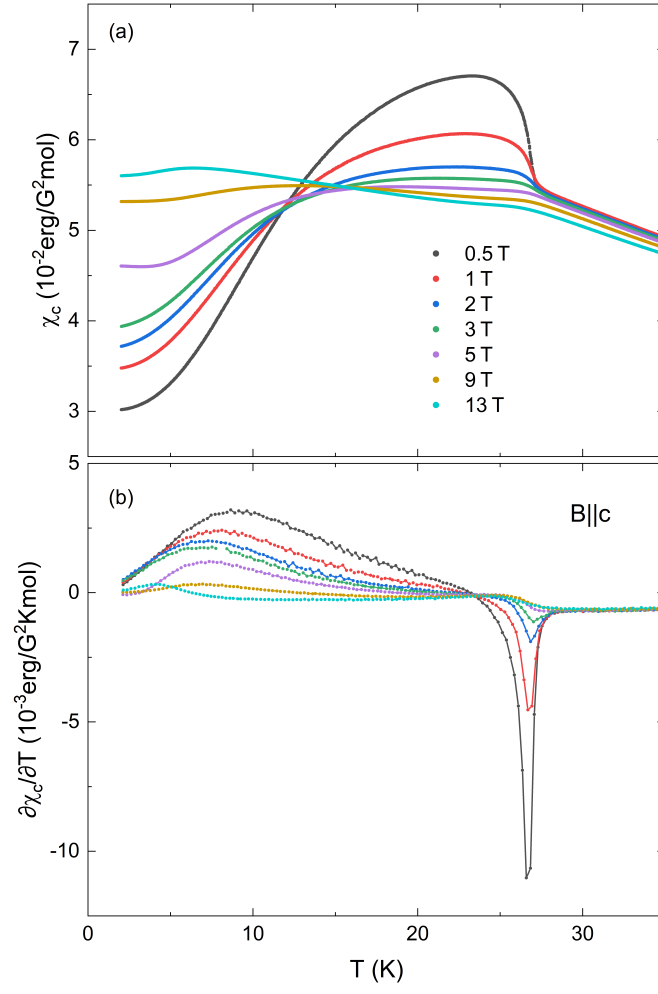 (a)
7
6
5
4
3
χc (10⁻²erg/G²mol)
0.5 T
1 T
2 T
3 T
5 T
9 T
13 T
(b)
B||c
5
0
-5
-10
∂χc/∂T (10⁻³erg/G²Kmol)
0 10 20 30
T (K)